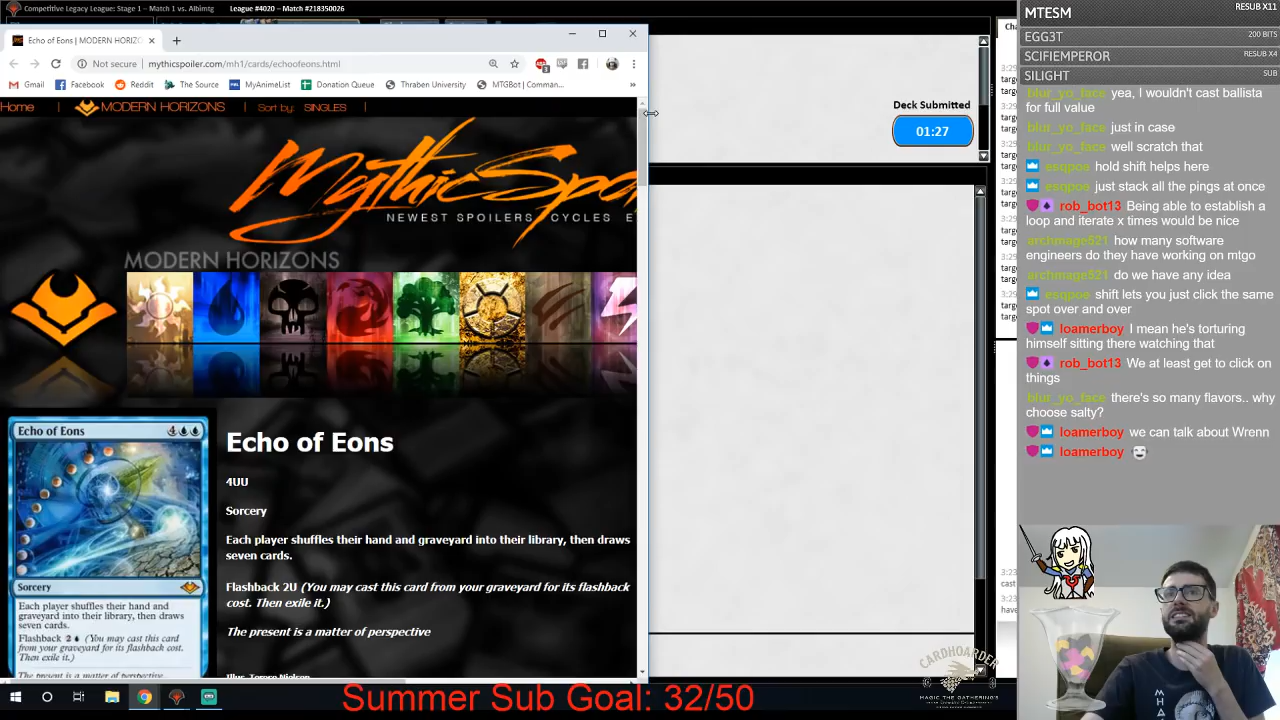 Competitive Legacy League: Stage 1 – Match 1 vs. Albimtg
League #4020 – Match #218350026
Echo of Eons | MODERN HORIZ
Not secure | mythicspoiler.com/mh1/cards/echoofeons.html
Gmail
Facebook
Reddit
The Source
MyAnimeList
Donation Queue
Thraben University
MTGBot (Comman...
Home | MODERN HORIZONS | Sort by: SINGLES |
MythicSpo
NEWEST SPOILERS CYCLES E
MODERN HORIZONS
Echo of Eons
Echo of Eons
4UU
Sorcery
Each player shuffles their hand and graveyard into their library, then draws
seven cards.
Flashback 2U (You may cast this card from your graveyard for its flashback
cost. Then exile it.)
The present is a matter of perspective
Sorcery
Each player shuffles their hand and
graveyard into their library, then draws
seven cards.
Flashback 2 (You may cast this card
from your graveyard for its flashback cost.
Then exile it.)
Deck Submitted
01:27
MTESM RESUB X11
EGG3T 200 BITS
SCIFIEMPEROR RESUB X4
SILIGHT SUB
blur_yo_face yea, I wouldn't cast ballista
for full value
blur_yo_face just in case
blur_yo_face well scratch that
esqpoe hold shift helps here
esqpoe just stack all the pings at once
rob_bot13 Being able to establish a
loop and iterate x times would be nice
archmage521 how many software
engineers do they have working on mtgo
archmage521 do we have any idea
esqpoe shift lets you just click the same
spot over and over
loamerboy I mean he's torturing
himself sitting there watching that
rob_bot13 We at least get to click on
things
blur_yo_face there's so many flavors.. why
choose salty?
loamerboy we can talk about Wrenn
loamerboy
CARDHOARDER
MAGIC THE GATHERING'S
Summer Sub Goal: 32/50